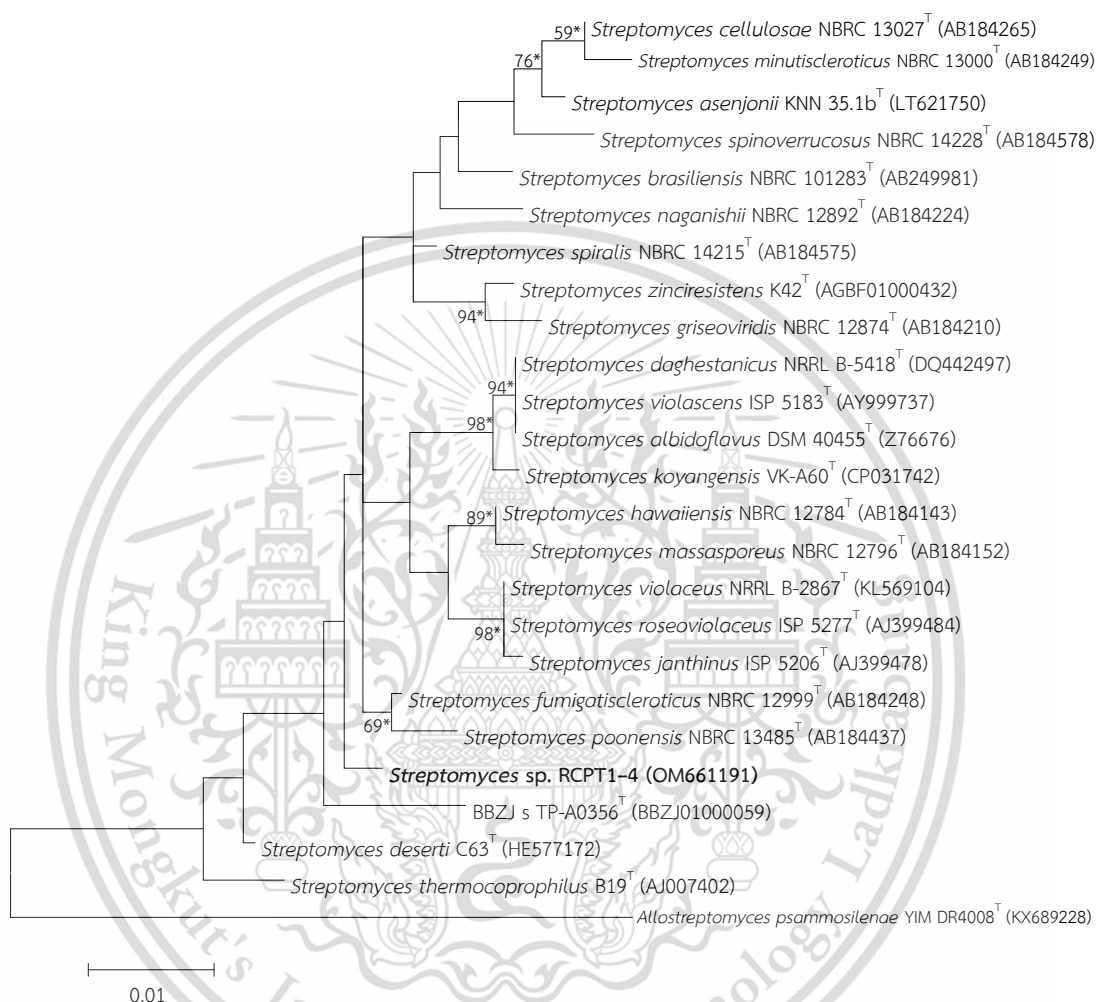 59* Streptomyces cellulosae NBRC 13027ᵀ (AB184265)
Streptomyces minutiscleroticus NBRC 13000ᵀ (AB184249)
76*
Streptomyces asenjonii KNN 35.1bᵀ (LT621750)
Streptomyces spinoverrucosus NBRC 14228ᵀ (AB184578)
Streptomyces brasiliensis NBRC 101283ᵀ (AB249981)
Streptomyces naganishii NBRC 12892ᵀ (AB184224)
Streptomyces spiralis NBRC 14215ᵀ (AB184575)
Streptomyces zinciresistens K42ᵀ (AGBF01000432)
94*
Streptomyces griseoviridis NBRC 12874ᵀ (AB184210)
Streptomyces daghestanicus NRRL B-5418ᵀ (DQ442497)
94*
Streptomyces violascens ISP 5183ᵀ (AY999737)
98*
Streptomyces albidoflavus DSM 40455ᵀ (Z76676)
Streptomyces koyangensis VK-A60ᵀ (CP031742)
89* Streptomyces hawaiiensis NBRC 12784ᵀ (AB184143)
Streptomyces massasporeus NBRC 12796ᵀ (AB184152)
Streptomyces violaceus NRRL B-2867ᵀ (KL569104)
98* Streptomyces roseoviolaceus ISP 5277ᵀ (AJ399484)
Streptomyces janthinus ISP 5206ᵀ (AJ399478)
Streptomyces fumigatiscleroticus NBRC 12999ᵀ (AB184248)
69*
Streptomyces poonensis NBRC 13485ᵀ (AB184437)
Streptomyces sp. RCPT1–4 (OM661191)
BBZJ s TP-A0356ᵀ (BBZJ01000059)
Streptomyces deserti C63ᵀ (HE577172)
Streptomyces thermocoprophilus B19ᵀ (AJ007402)
Allostreptomyces psammosilenae YIM DR4008ᵀ (KX689228)
0.01